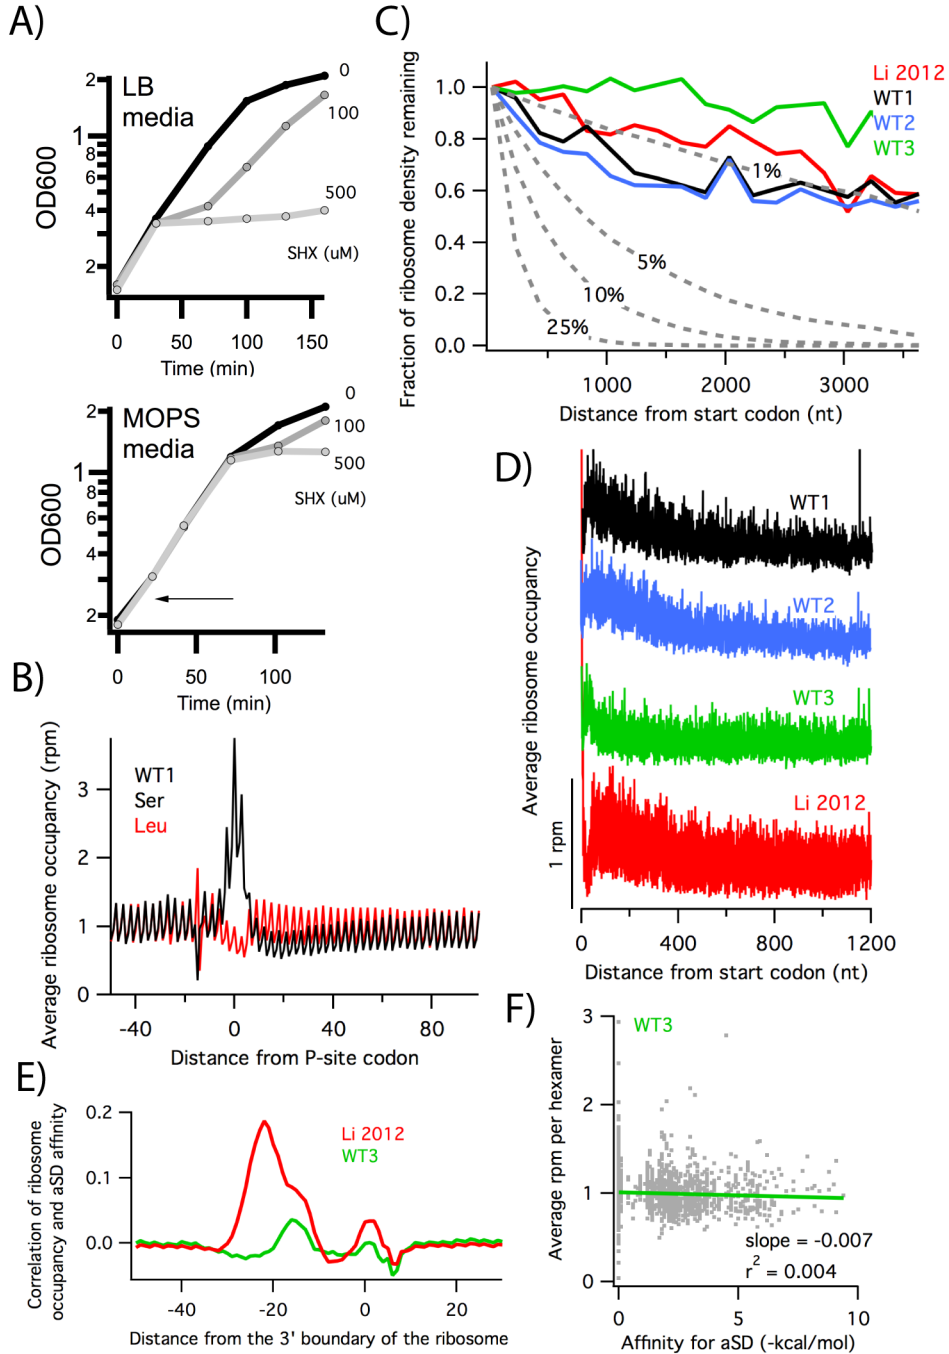 A)
LB
media
OD600
2
1
8
6
4
2
0
100
500
SHX (uM)
0
50
100
150
Time (min)
MOPS
media
OD600
2
1
8
6
4
2
0
100
500
SHX (uM)
0
50
100
Time (min)
B)
Average ribosome occupancy (rpm)
3
2
1
0
WT1
Ser
Leu
-40
0
40
80
Distance from P-site codon
C)
Fraction of ribosome density remaining
1.0
0.8
0.6
0.4
0.2
0.0
Li 2012
WT1
WT2
WT3
1%
5%
10%
25%
1000
2000
3000
Distance from start codon (nt)
D)
Average ribosome occupancy
1 rpm
WT1
WT2
WT3
Li 2012
0
400
800
1200
Distance from start codon (nt)
E)
Correlation of ribosome
occupancy and aSD affinity
0.2
0.1
0.0
Li 2012
WT3
-40
-20
0
20
Distance from the 3' boundary of the ribosome
F)
Average rpm per hexamer
3
2
1
0
WT3
slope = -0.007
r² = 0.004
0
5
10
Affinity for aSD (-kcal/mol)